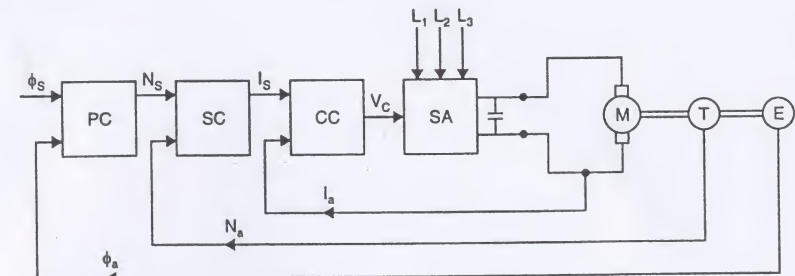 L₁ L₂ L₃
ϕS NS IS
PC SC CC VC SA M T E
Ia
Na
ϕa